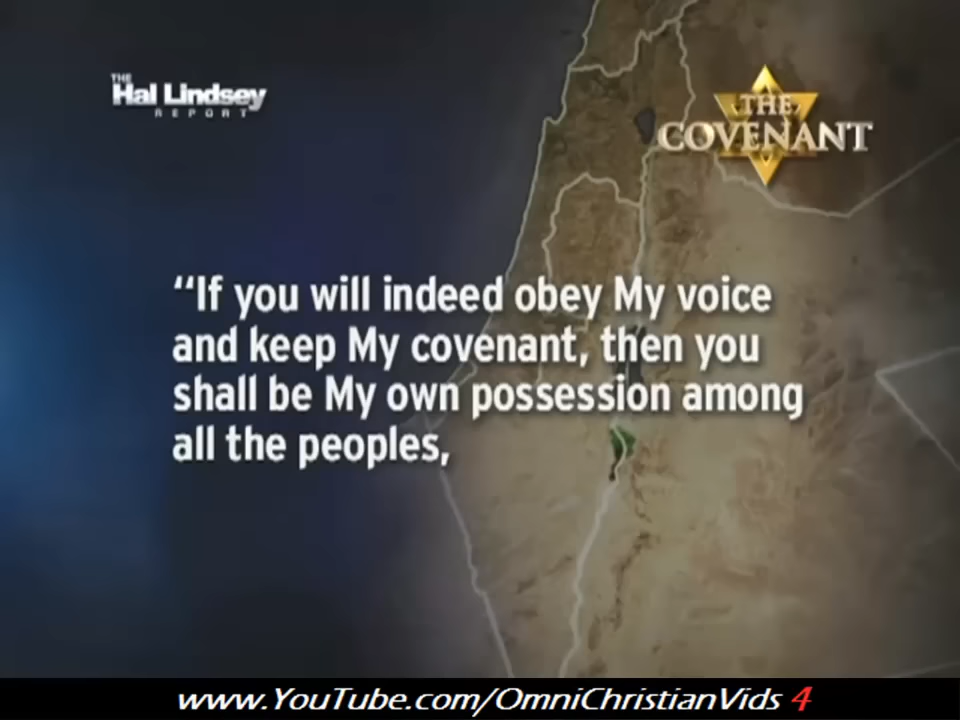 THE
Hal Lindsey
REPORT
THE
COVENANT
“If you will indeed obey My voice
and keep My covenant, then you
shall be My own possession among
all the peoples,
www.YouTube.com/OmniChristianVids 4